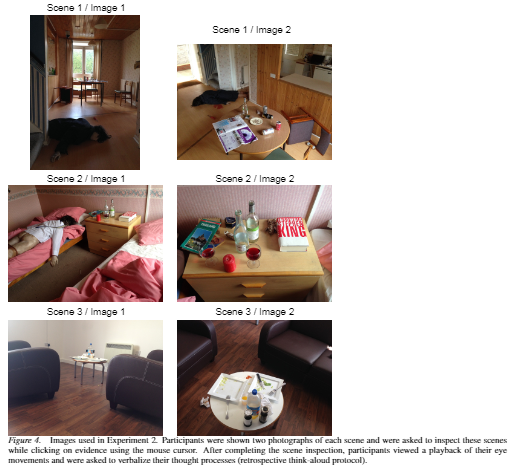 Scene 1 / Image 1
Scene 1 / Image 2
Scene 2 / Image 1
Scene 2 / Image 2
STEPHEN
KING
Scene 3 / Image 1
Scene 3 / Image 2
Figure 4. Images used in Experiment 2. Participants were shown two photographs of each scene and were asked to inspect these scenes
while clicking on evidence using the mouse cursor. After completing the scene inspection, participants viewed a playback of their eye
movements and were asked to verbalize their thought processes (retrospective think-aloud protocol).